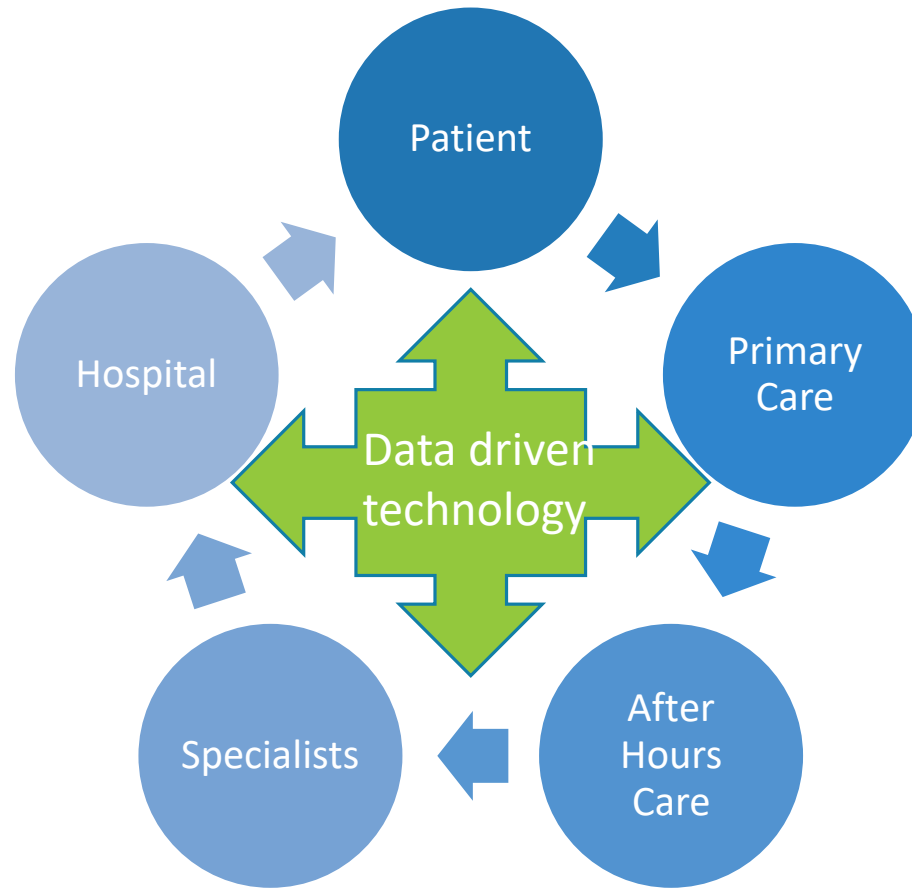 Patient
Primary
Care
Hospital
Data driven
technology
After
Hours
Care
Specialists